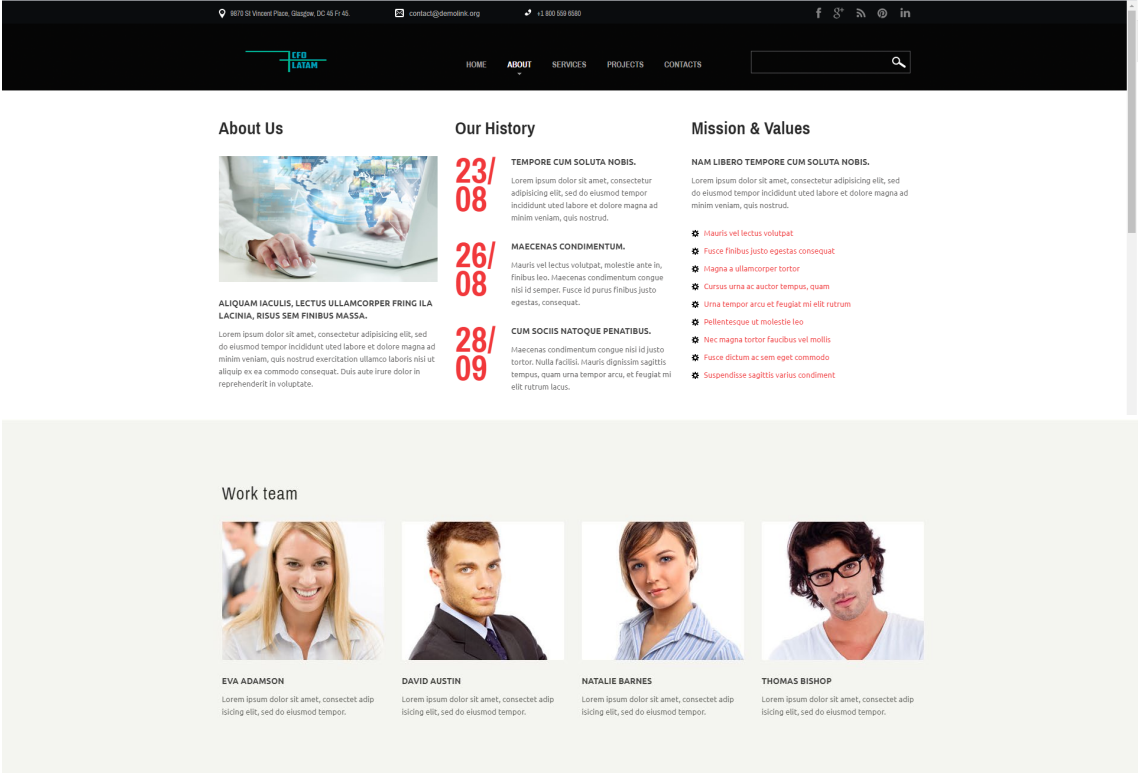 9870 St Vincent Place, Glasgow, DC 45 Fr 45.
contact@demolink.org
+1 800 559 6580
CFO
LATAM
HOME ABOUT SERVICES PROJECTS CONTACTS
About Us
ALIQUAM IACULIS, LECTUS ULLAMCORPER FRING ILA
LACINIA, RISUS SEM FINIBUS MASSA.
Lorem ipsum dolor sit amet, consectetur adipisicing elit, sed
do eiusmod tempor incididunt uted labore et dolore magna ad
minim veniam, quis nostrud exercitation ullamco laboris nisi ut
aliquip ex ea commodo consequat. Duis aute irure dolor in
reprehenderit in voluptate.
Our History
23/
08
TEMPORE CUM SOLUTA NOBIS.
Lorem ipsum dolor sit amet, consectetur
adipisicing elit, sed do eiusmod tempor
incididunt uted labore et dolore magna ad
minim veniam, quis nostrud.
26/
08
MAECENAS CONDIMENTUM.
Mauris vel lectus volutpat, molestie ante in,
finibus leo. Maecenas condimentum congue
nisi id semper. Fusce id purus finibus justo
egestas, consequat.
28/
09
CUM SOCIIS NATOQUE PENATIBUS.
Maecenas condimentum congue nisi id justo
tortor. Nulla facilisi. Mauris dignissim sagittis
tempus, quam urna tempor arcu, et feugiat mi
elit rutrum lacus.
Mission & Values
NAM LIBERO TEMPORE CUM SOLUTA NOBIS.
Lorem ipsum dolor sit amet, consectetur adipisicing elit, sed
do eiusmod tempor incididunt uted labore et dolore magna ad
minim veniam, quis nostrud.
Mauris vel lectus volutpat
Fusce finibus justo egestas consequat
Magna a ullamcorper tortor
Cursus urna ac auctor tempus, quam
Urna tempor arcu et feugiat mi elit rutrum
Pellentesque ut molestie leo
Nec magna tortor faucibus vel mollis
Fusce dictum ac sem eget commodo
Suspendisse sagittis varius condiment
Work team
EVA ADAMSON
Lorem ipsum dolor sit amet, consectet adip
isicing elit, sed do eiusmod tempor.
DAVID AUSTIN
Lorem ipsum dolor sit amet, consectet adip
isicing elit, sed do eiusmod tempor.
NATALIE BARNES
Lorem ipsum dolor sit amet, consectet adip
isicing elit, sed do eiusmod tempor.
THOMAS BISHOP
Lorem ipsum dolor sit amet, consectet adip
isicing elit, sed do eiusmod tempor.